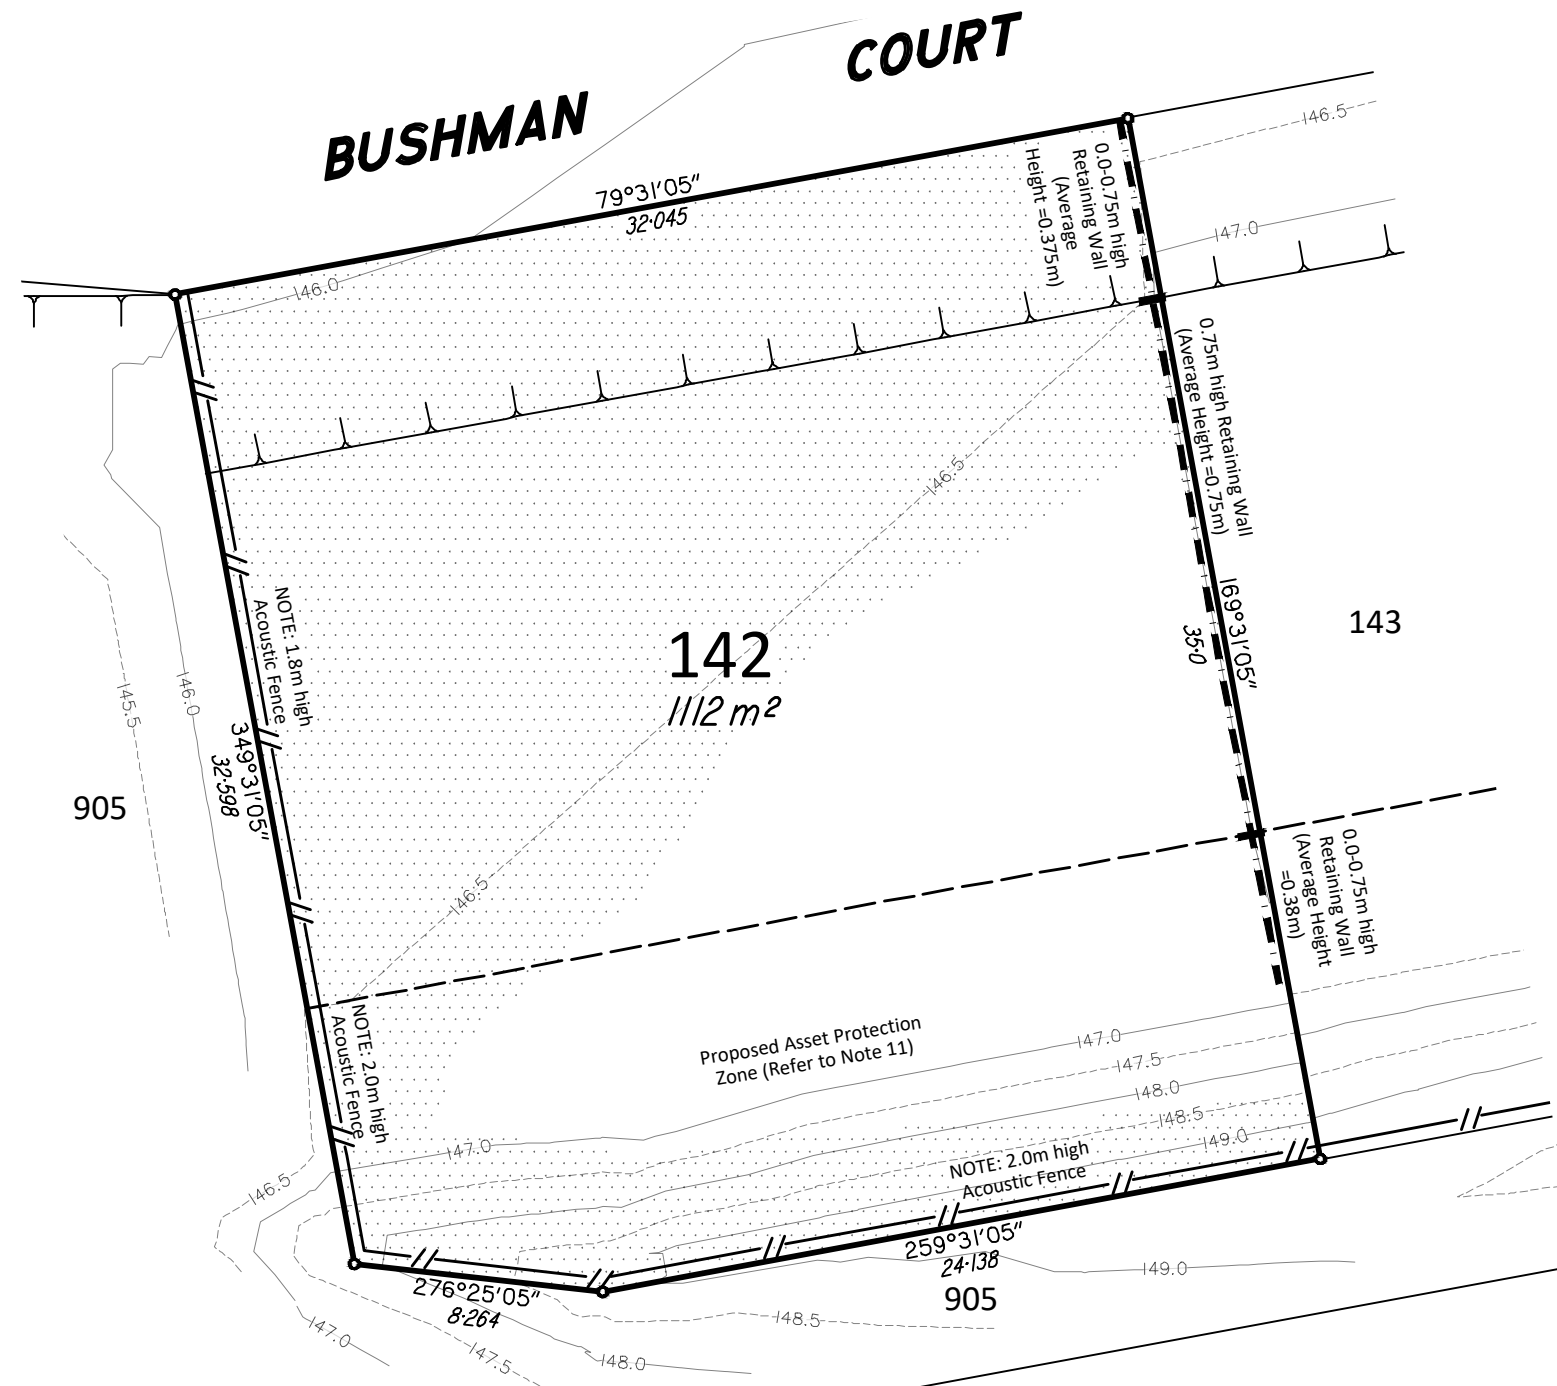 BUSHMAN
COURT
79°31'05"
32·045
0.0-0.75m high
Retaining Wall
(Average
Height =0.375m)
146.5
147.0
146.0
0.75m high Retaining Wall
(Average Height =0.75m)
146.5
NOTE: 1.8m high
Acoustic Fence
169°31'05"
35·0
143
142
1112 m²
145.5
146.0
349°31'05"
32·598
905
146.5
0.0-0.75m high
Retaining Wall
(Average Height
=0.38m)
NOTE: 2.0m high
Acoustic Fence
Proposed Asset Protection
Zone (Refer to Note 11)
147.0
147.5
148.0
148.5
149.0
147.0
NOTE: 2.0m high
Acoustic Fence
146.5
259°31'05"
24·138
905
149.0
276°25'05"
8·264
147.0
147.5
148.0
148.5